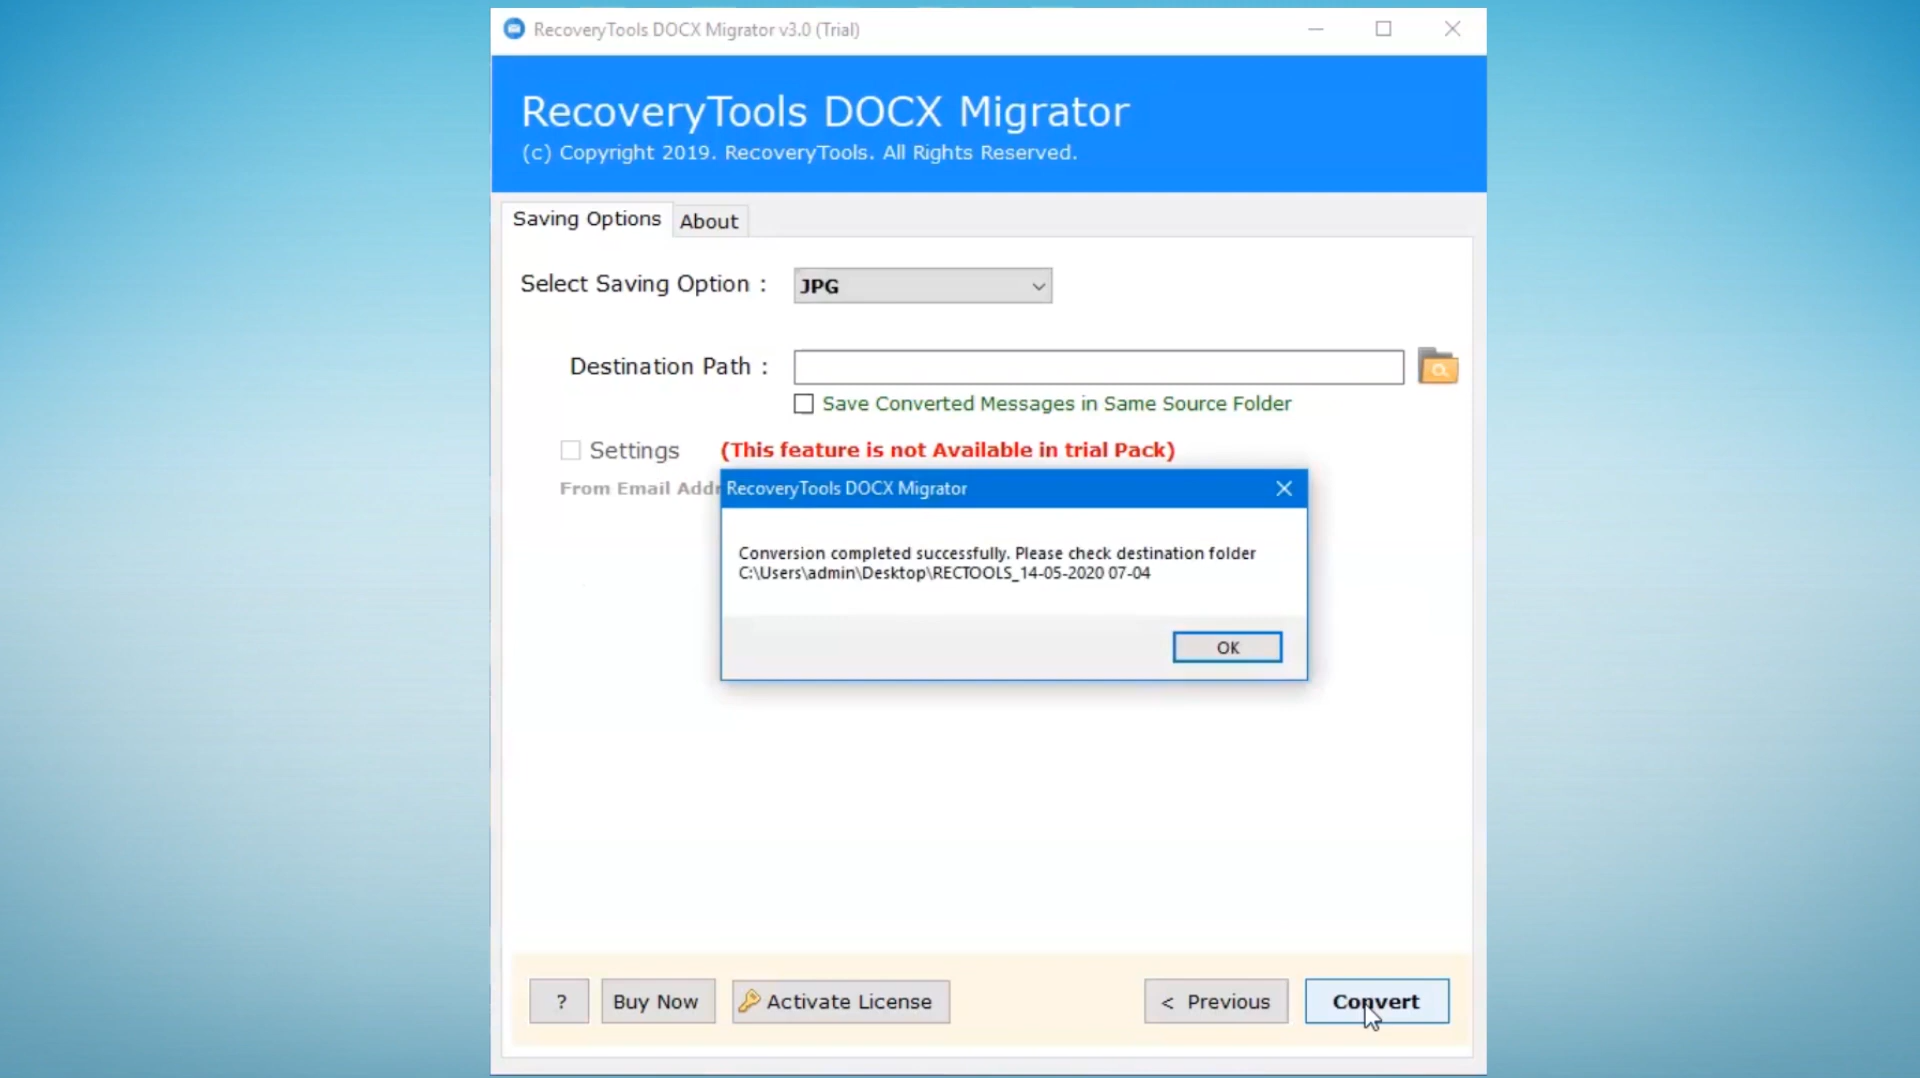 RecoveryTools DOCX Migrator v3.0 (Trial)
RecoveryTools DOCX Migrator
(c) Copyright 2019. RecoveryTools. All Rights Reserved.
Saving Options
About
Select Saving Option :
JPG
Destination Path :
Save Converted Messages in Same Source Folder
Settings (This feature is not Available in trial Pack)
From Email Addr
RecoveryTools DOCX Migrator
Conversion completed successfully. Please check destination folder
C:\Users\admin\Desktop\RECTOOLS_14-05-2020 07-04
OK
?
Buy Now
Activate License
< Previous
Convert